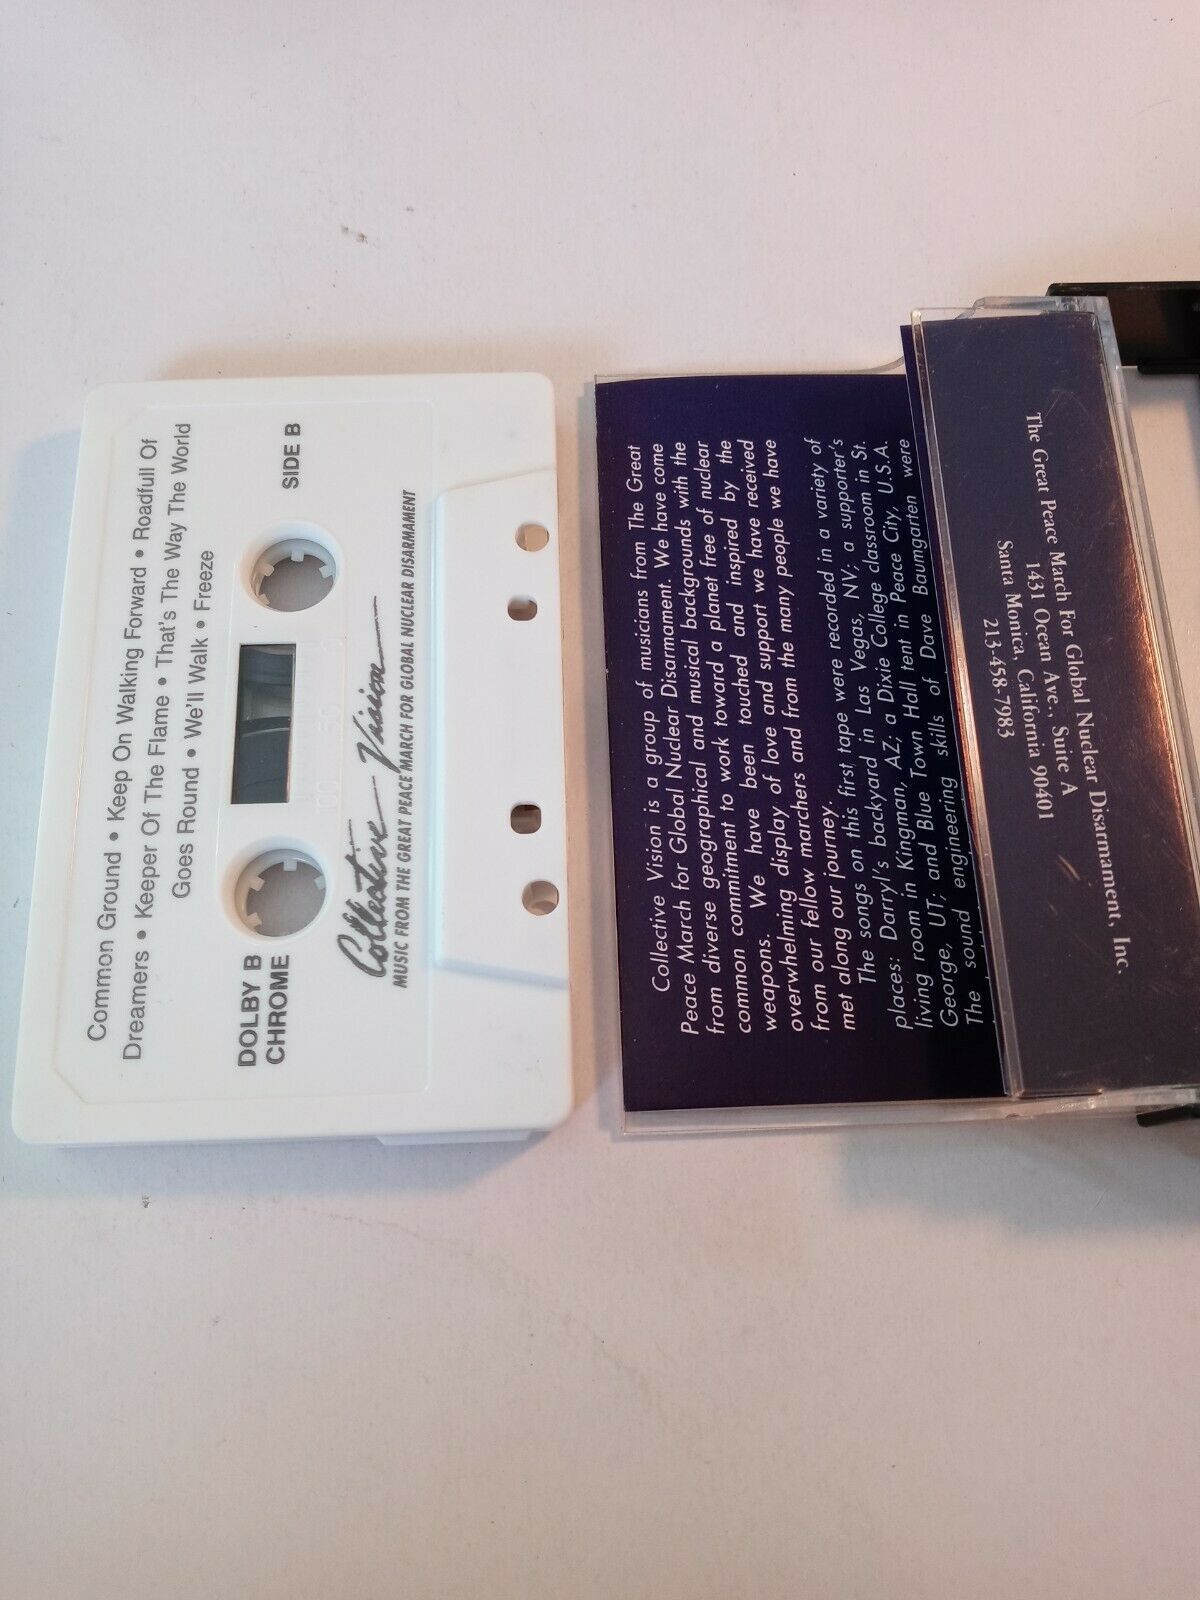 Common Ground • Keep On Walking Forward • Roadfull Of
Dreamers • Keeper Of The Flame • That's The Way The World
Goes Round • We'll Walk • Freeze
DOLBY B
CHROME
SIDE B
Collective Vision
MUSIC FROM THE GREAT PEACE MARCH FOR GLOBAL NUCLEAR DISARMAMENT
Collective Vision is a group of musicians from The Great
Peace March for Global Nuclear Disarmament. We have come
from diverse geographical and musical backgrounds with the
common commitment to work toward a planet free of nuclear
weapons. We have been touched and inspired by the
overwhelming display of love and support we have received
from our fellow marchers and from the many people we have
met along our journey.
The songs on this first tape were recorded in a variety of
places: Darryl's backyard in Las Vegas, NV; a supporter's
living room in Kingman, AZ; a Dixie College classroom in St.
George, UT; and Blue Town Hall tent in Peace City, U.S.A.
The sound engineering skills of Dave Baumgarten were
The Great Peace March For Global Nuclear Disarmament, Inc.
1431 Ocean Ave., Suite A
Santa Monica, California 90401
213-458-7983